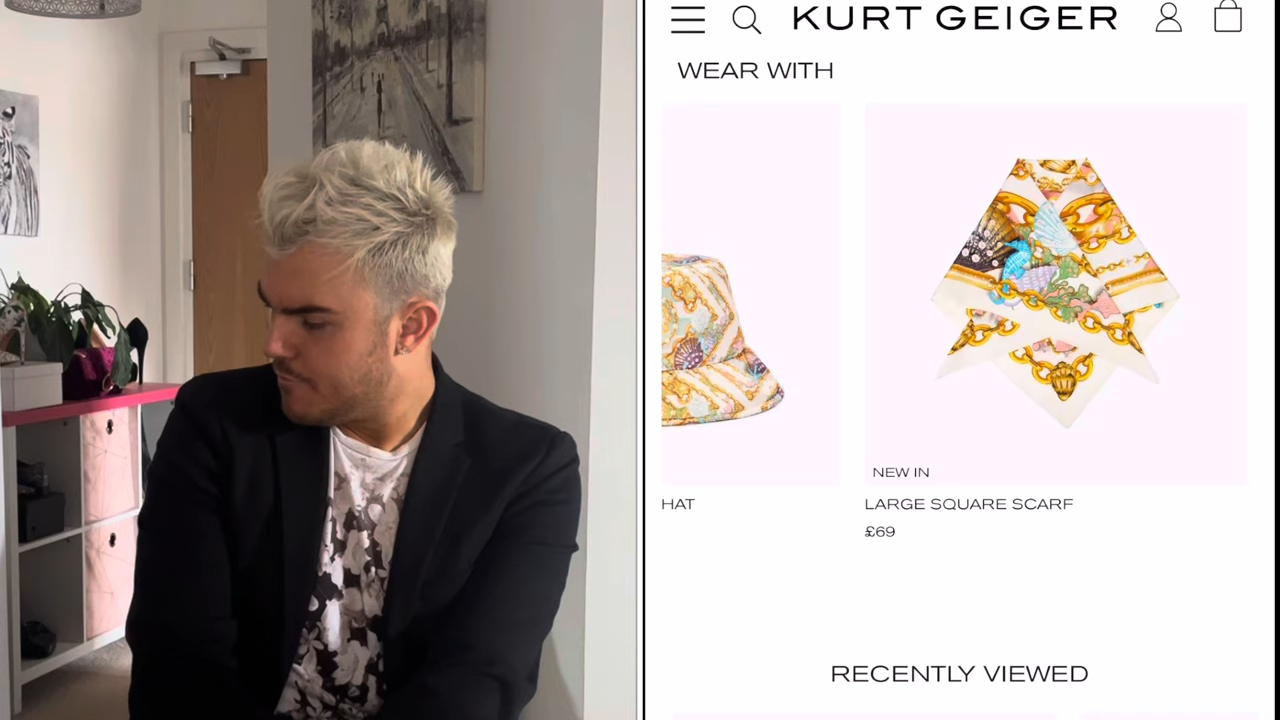 KURT GEIGER
WEAR WITH
NEW IN
HAT
LARGE SQUARE SCARF
£69
RECENTLY VIEWED